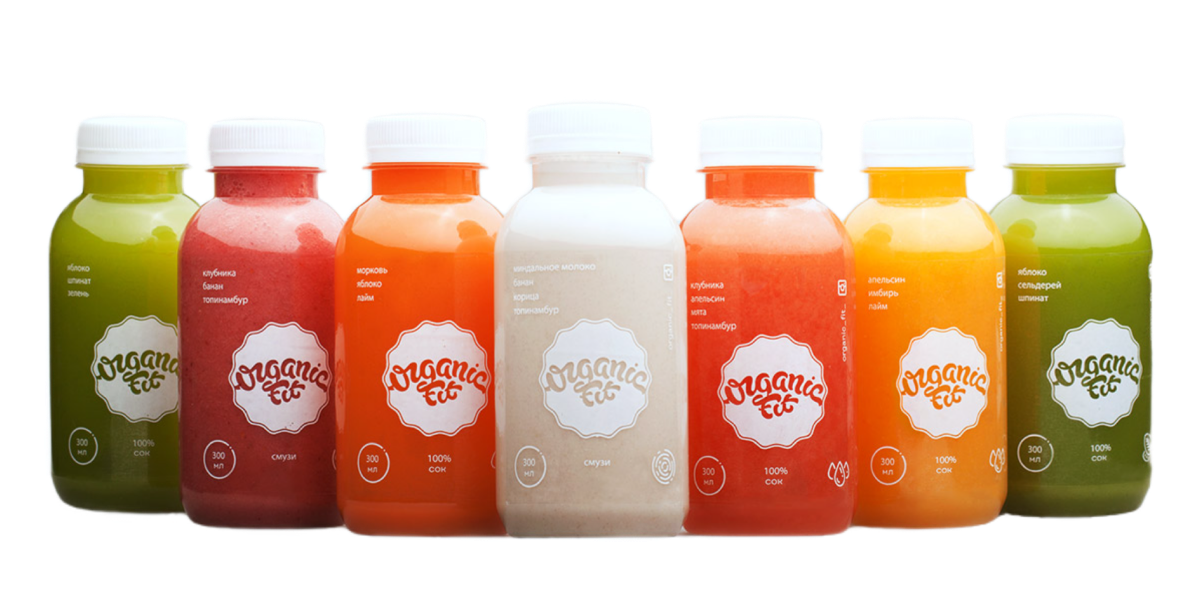 яблоко
шпинат
зелень
organic
fit
300
мл
100%
сок
клубника
банан
топинамбур
organic
fit
300
мл
смузи
морковь
яблоко
лайм
organic
fit
300
мл
100%
сок
миндальное молоко
банан
корица
топинамбур
organic_fit_
organic
fit
300
мл
смузи
клубника
апельсин
мята
топинамбур
organic_fit_
organic
fit
300
мл
100%
сок
апельсин
имбирь
лайм
organic
fit
300
мл
100%
сок
яблоко
сельдерей
шпинат
organic
fit
300
мл
100%
сок